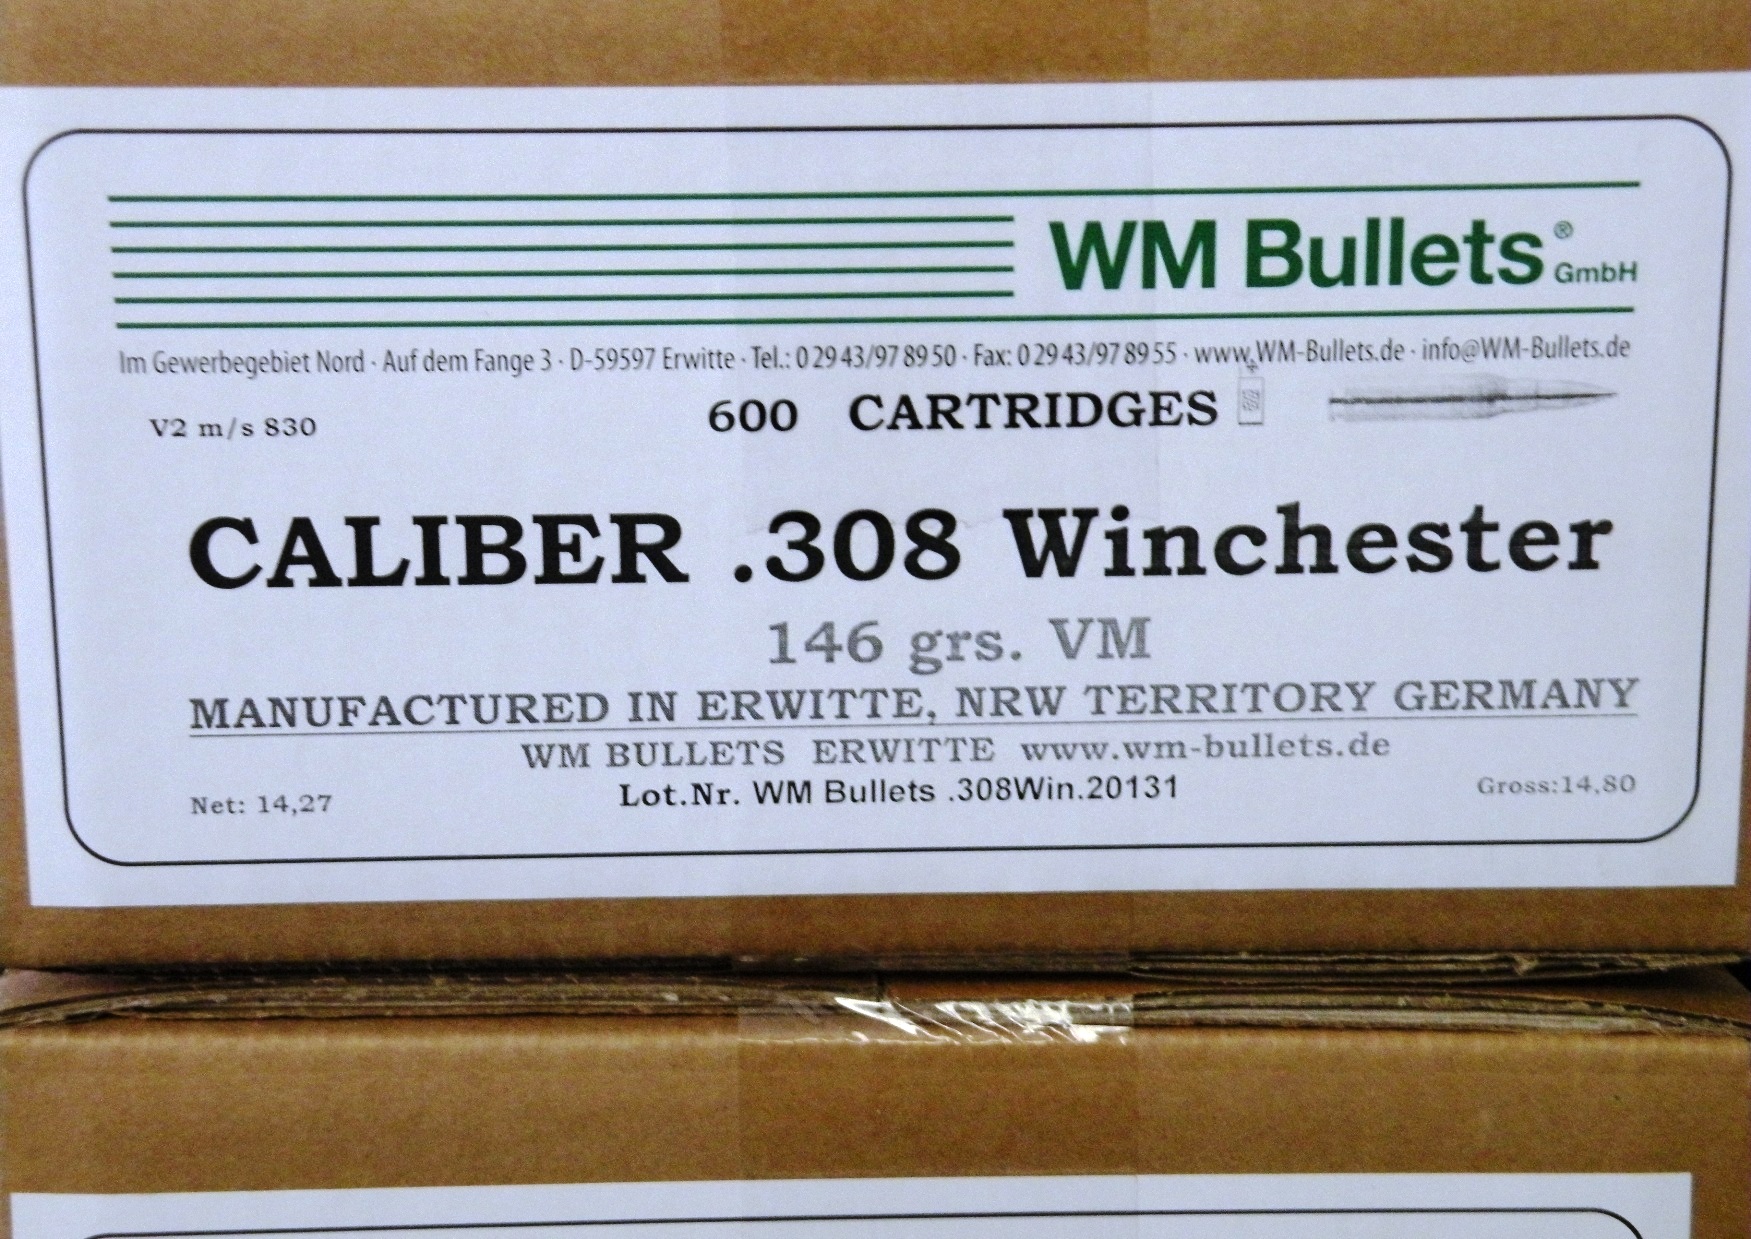 WM Bullets® GmbH
Im Gewerbegebiet Nord · Auf dem Fange 3 · D-59597 Erwitte · Tel.: 0 29 43/97 89 50 · Fax: 0 29 43/97 89 55 · www.WM-Bullets.de · info@WM-Bullets.de
V2 m/s 830 600 CARTRIDGES
CALIBER .308 Winchester
146 grs. VM
MANUFACTURED IN ERWITTE, NRW TERRITORY GERMANY
WM BULLETS ERWITTE www.wm-bullets.de
Net: 14,27 Lot.Nr. WM Bullets .308Win.20131 Gross:14,80